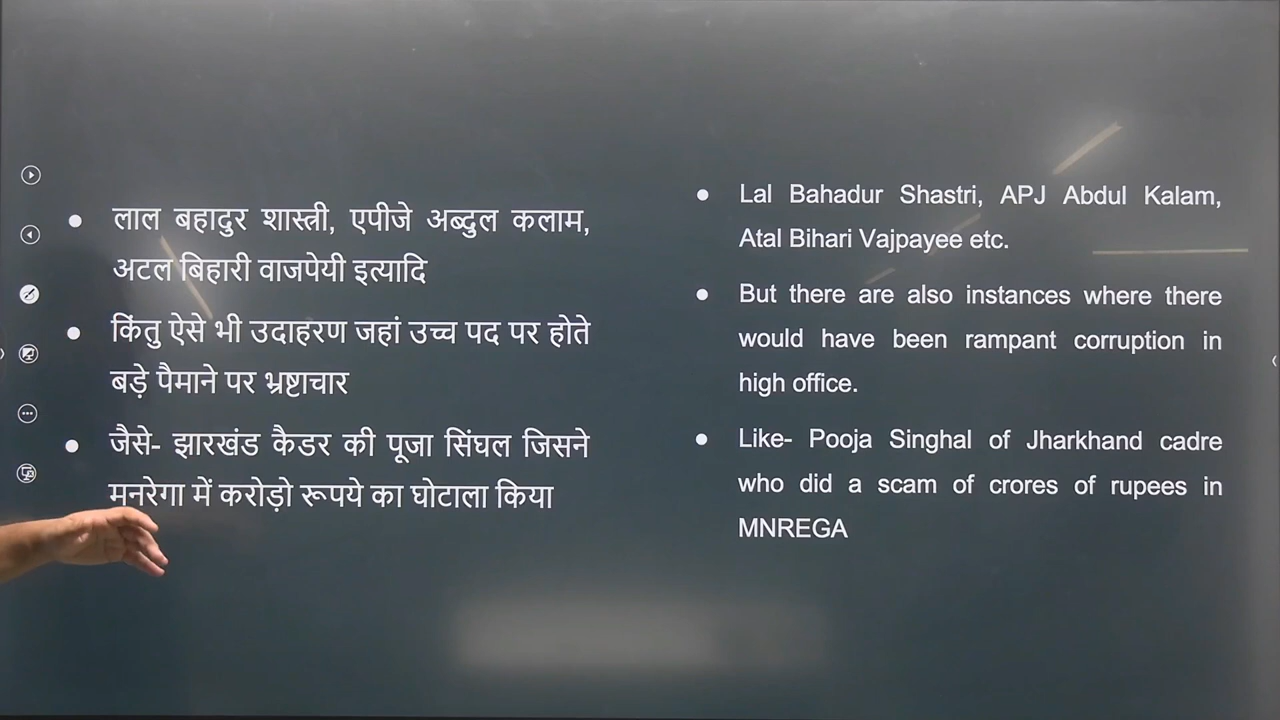 लाल बहादुर शास्त्री, एपीजे अब्दुल कलाम,
अटल बिहारी वाजपेयी इत्यादि
किंतु ऐसे भी उदाहरण जहां उच्च पद पर होते
बड़े पैमाने पर भ्रष्टाचार
जैसे- झारखंड कैडर की पूजा सिंघल जिसने
मनरेगा में करोड़ो रूपये का घोटाला किया
Lal Bahadur Shastri, APJ Abdul Kalam,
Atal Bihari Vajpayee etc.
But there are also instances where there
would have been rampant corruption in
high office.
Like- Pooja Singhal of Jharkhand cadre
who did a scam of crores of rupees in
MNREGA